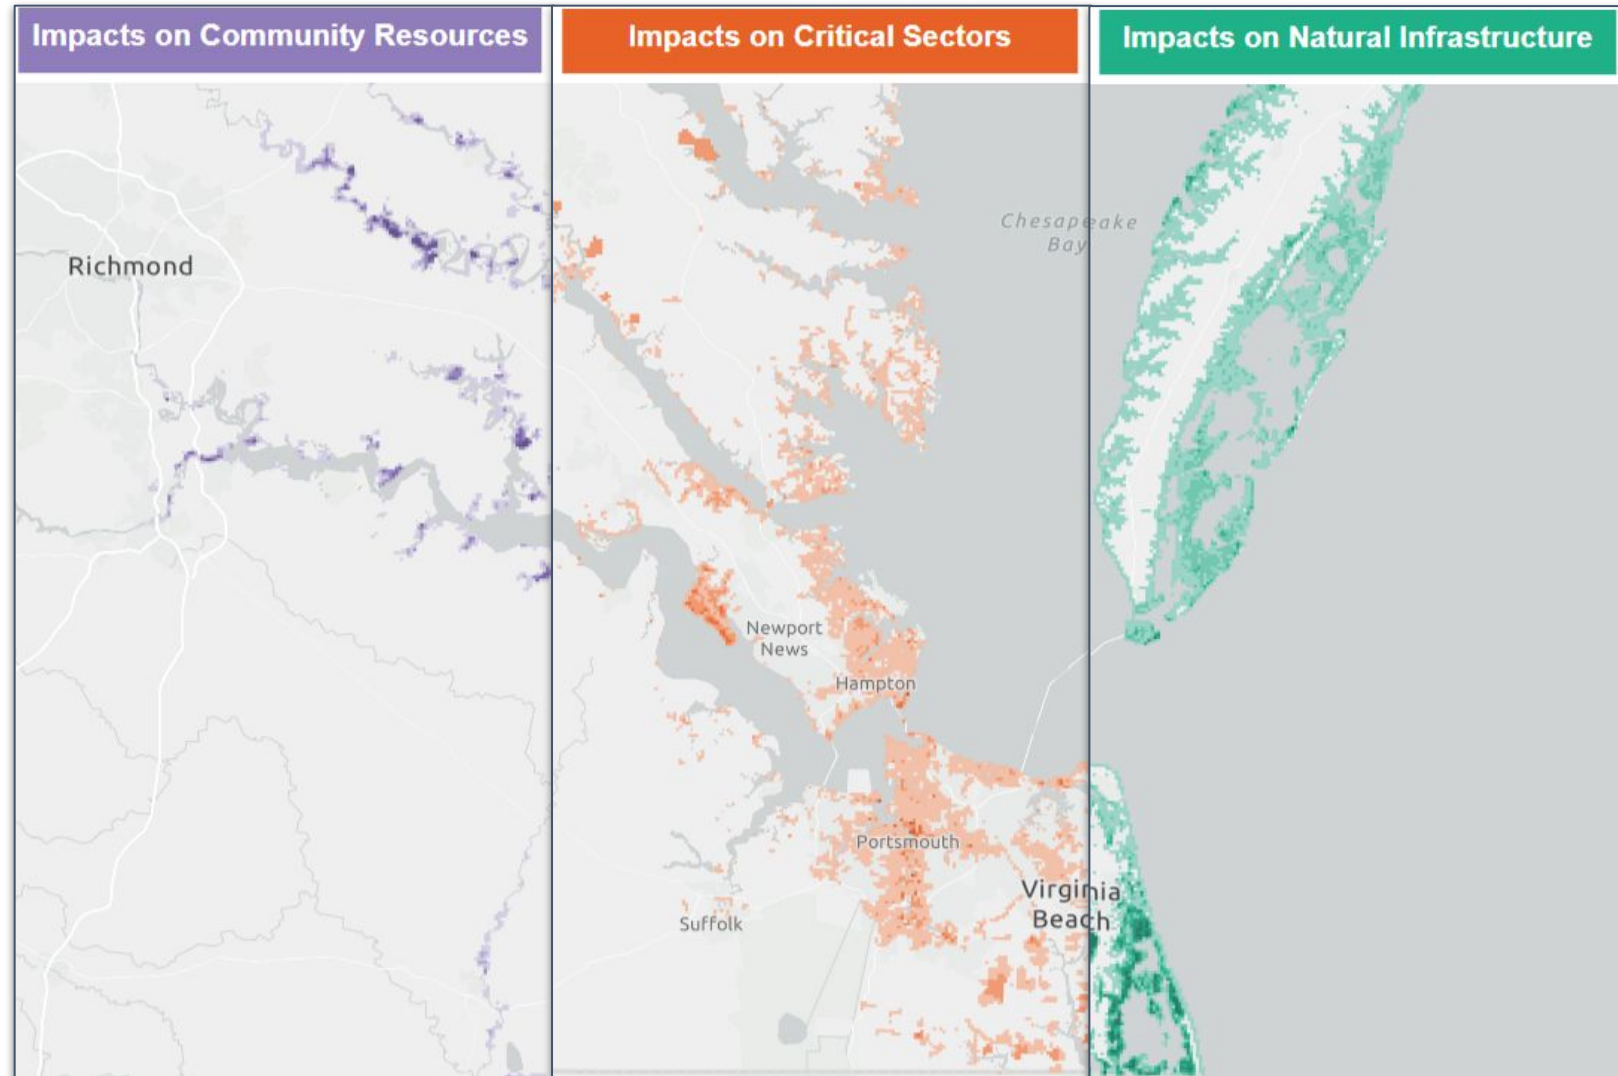 Impacts on Community Resources
Impacts on Critical Sectors
Impacts on Natural Infrastructure
Chesapeake
Bay
Richmond
Newport
News
Hampton
Portsmouth
Virginia
Beach
Suffolk